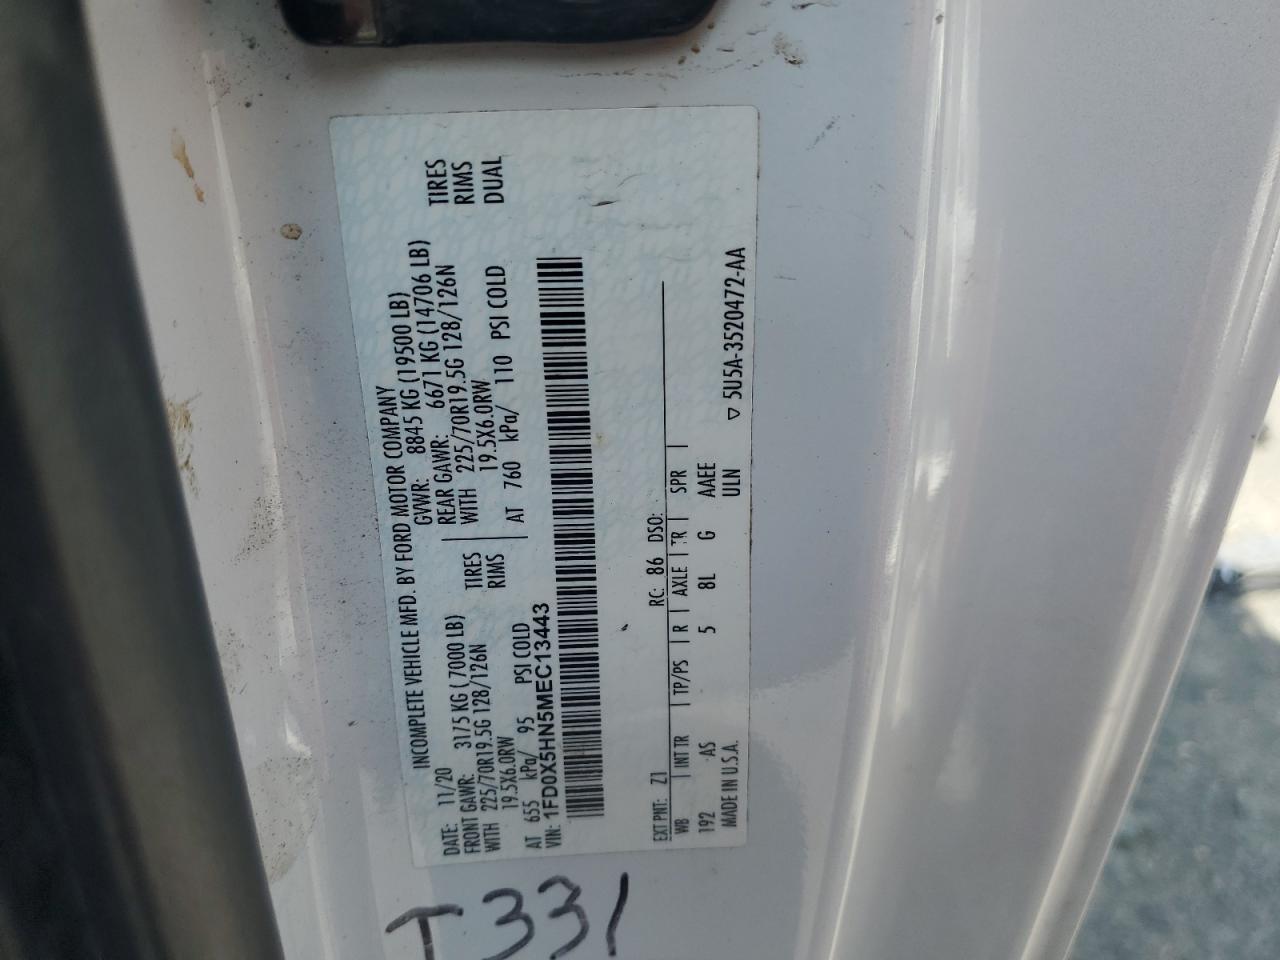 INCOMPLETE VEHICLE MFD. BY FORD MOTOR COMPANY
DATE: 11/20 GVWR: 8845 KG (19500 LB)
FRONT GAWR: 3175 KG (7000 LB) REAR GAWR: 6671 KG (14706 LB)
WITH 225/70R19.5G 128/126N TIRES WITH 225/70R19.5G 128/126N TIRES
19.5X6.0RW RIMS 19.5X6.0RW RIMS
AT 655 kPa/ 95 PSI COLD AT 760 kPa/ 110 PSI COLD DUAL
VIN: 1FD0X5HN5MEC13443
EXT PNT: Z1 RC: 86 DSO:
WB INT TR TP/PS R AXLE TR SPR
192 AS 5 8L G AAEE
MADE IN U.S.A. ULN
▽ 5U5A-3520472-AA
T331